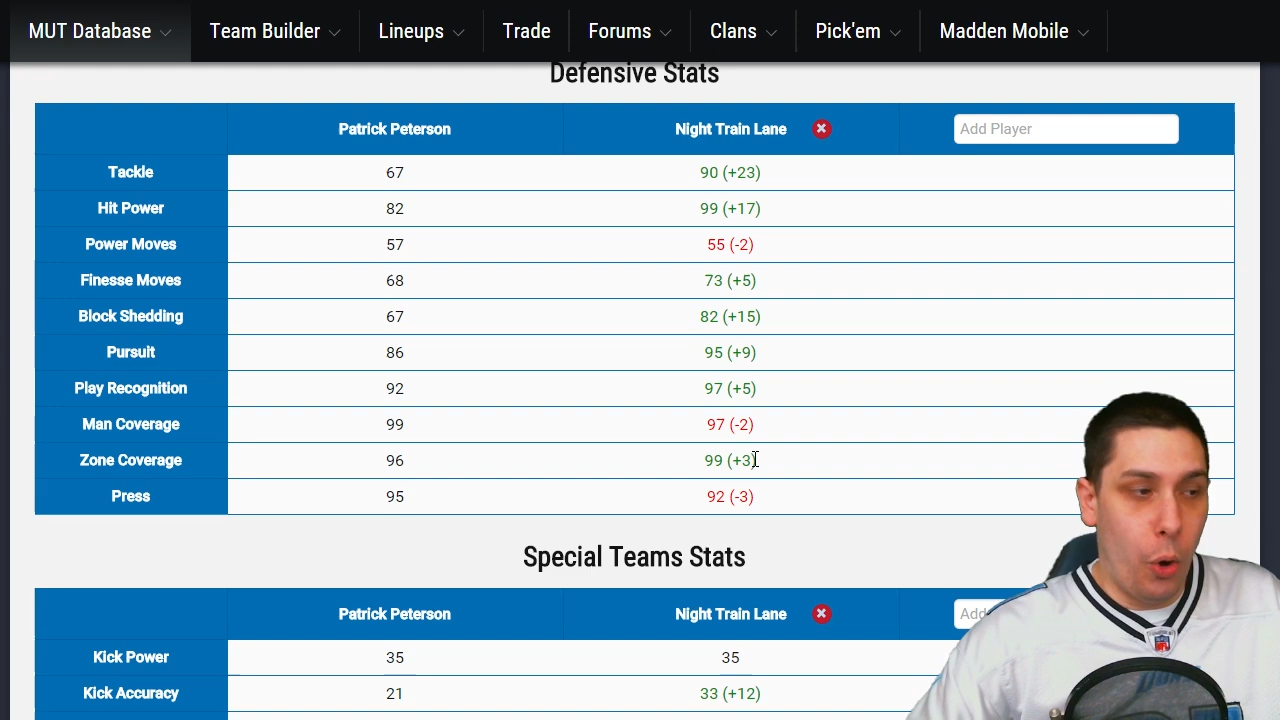 MUT Database Team Builder Lineups Trade Forums Clans Pick'em Madden Mobile
Defensive Stats
Patrick Peterson Night Train Lane Add Player
Tackle 67 90 (+23)
Hit Power 82 99 (+17)
Power Moves 57 55 (-2)
Finesse Moves 68 73 (+5)
Block Shedding 67 82 (+15)
Pursuit 86 95 (+9)
Play Recognition 92 97 (+5)
Man Coverage 99 97 (-2)
Zone Coverage 96 99 (+3)
Press 95 92 (-3)
Special Teams Stats
Patrick Peterson Night Train Lane
Kick Power 35 35
Kick Accuracy 21 33 (+12)